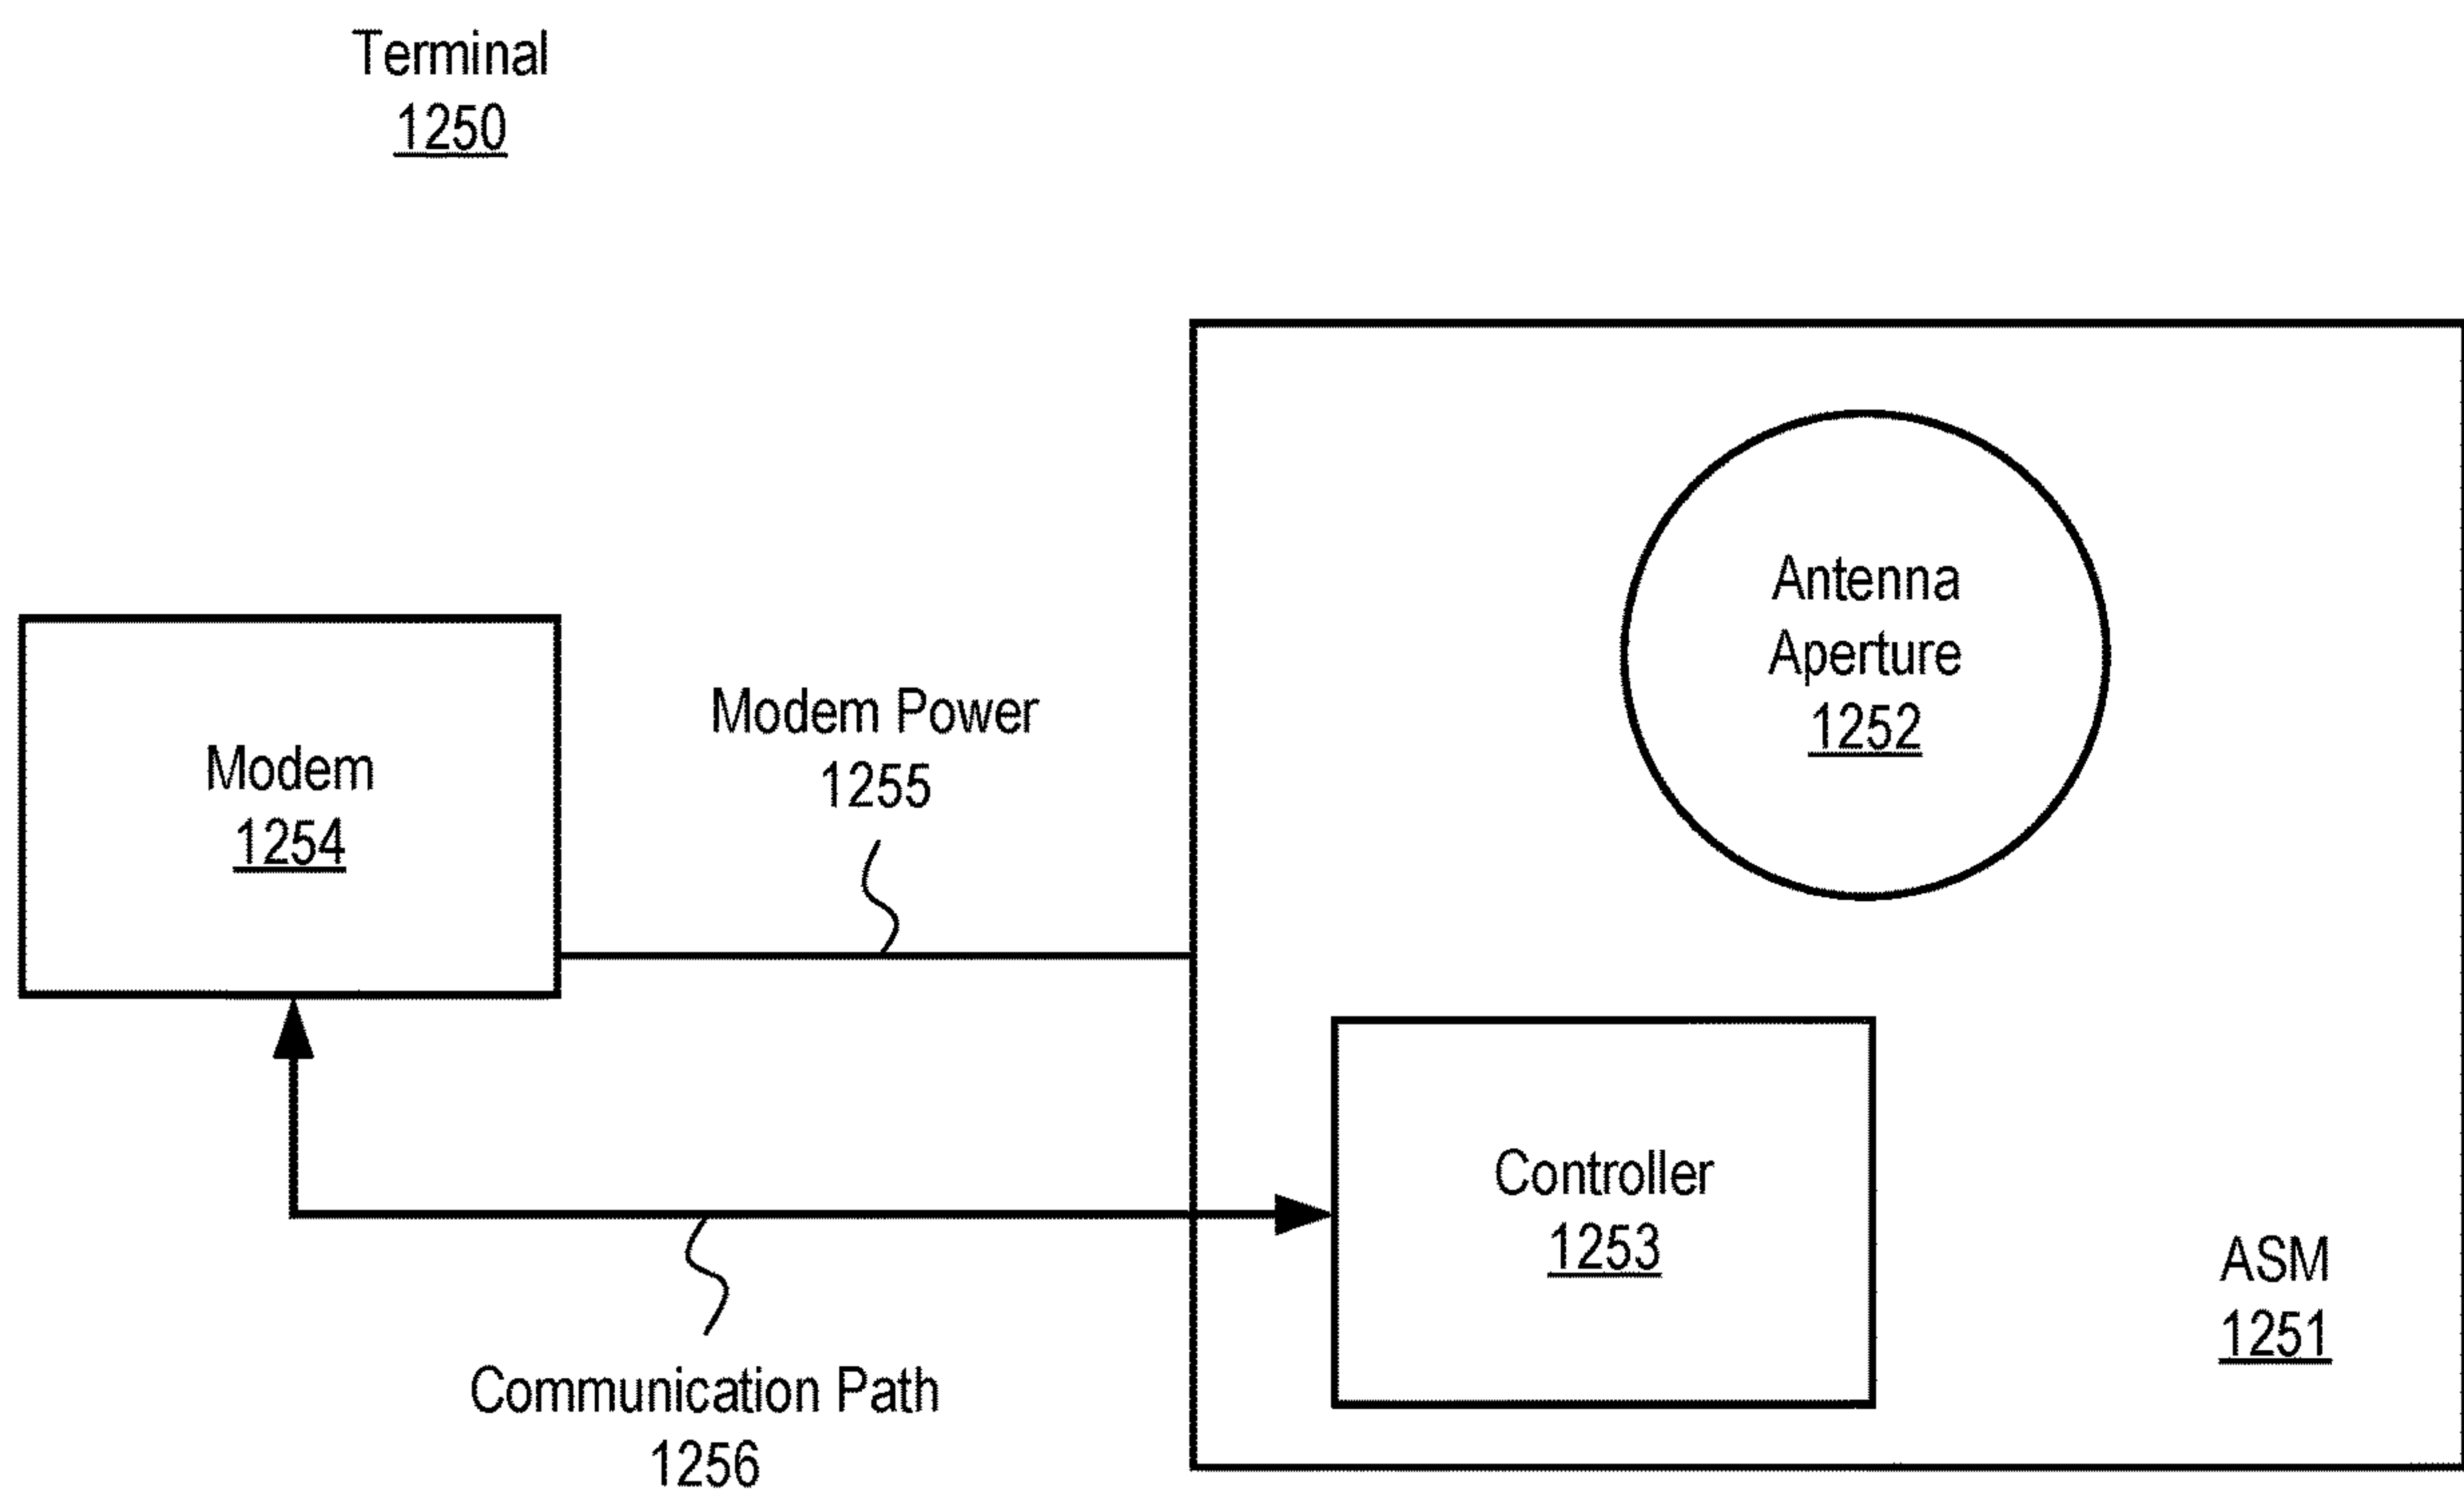 Terminal
1250
Antenna
Aperture
1252
Modem
1254
Modem Power
1255
Controller
1253
ASM
1251
Communication Path
1256